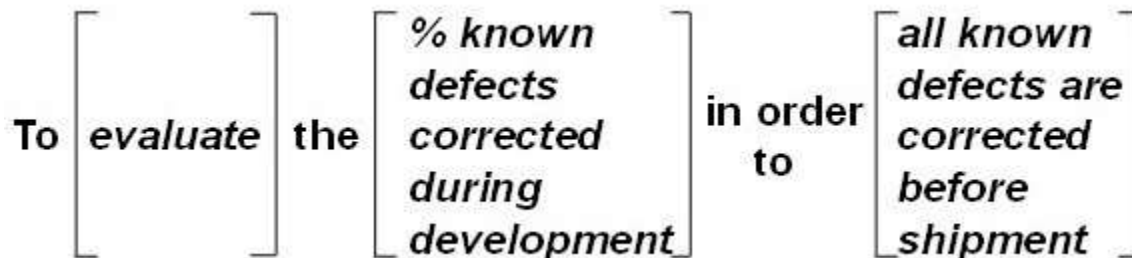 To evaluate the % known defects corrected during development in order to all known defects are corrected before shipment